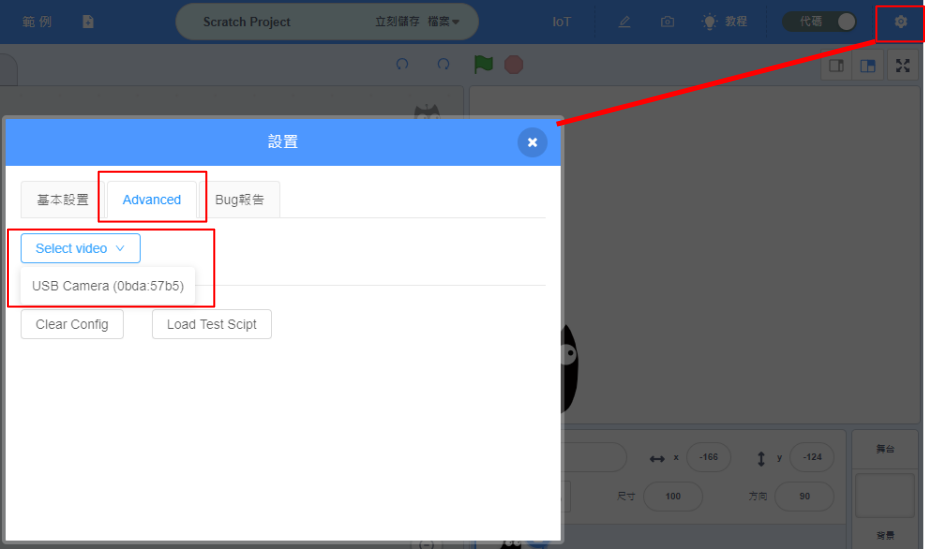 範例 Scratch Project 立刻儲存 檔案 IoT 教程 代碼
設置
基本設置 Advanced Bug報告
Select video
USB Camera (0bda:57b5)
Clear Config Load Test Scipt
x -166 y -124 舞台
尺寸 100 方向 90
背景